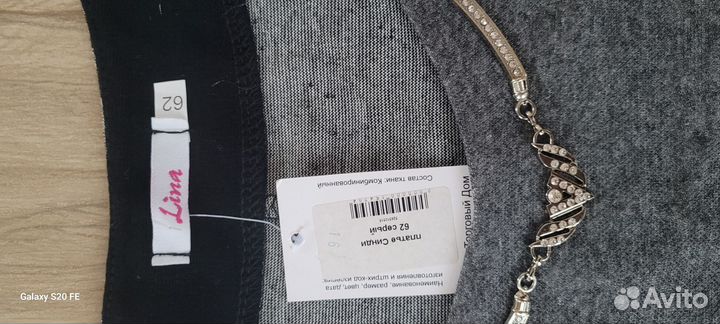 62
Lina
Торговый Дом
Состав ткани: Комбинированный
платье Синди
62 серый
Наименование, размер, цвет, дата
изготовления и штрих-код изделия
Galaxy S20 FE
Avito